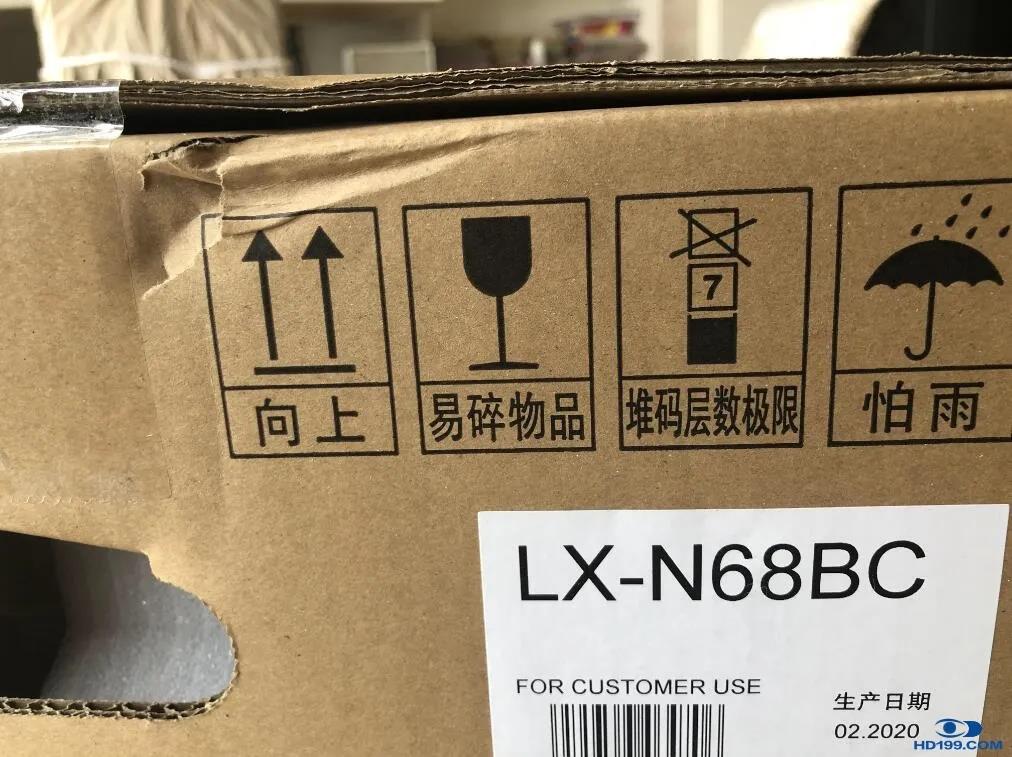 7
向上
易碎物品
堆码层数极限
怕雨
LX-N68BC
FOR CUSTOMER USE
生产日期
02.2020
HD199.COM